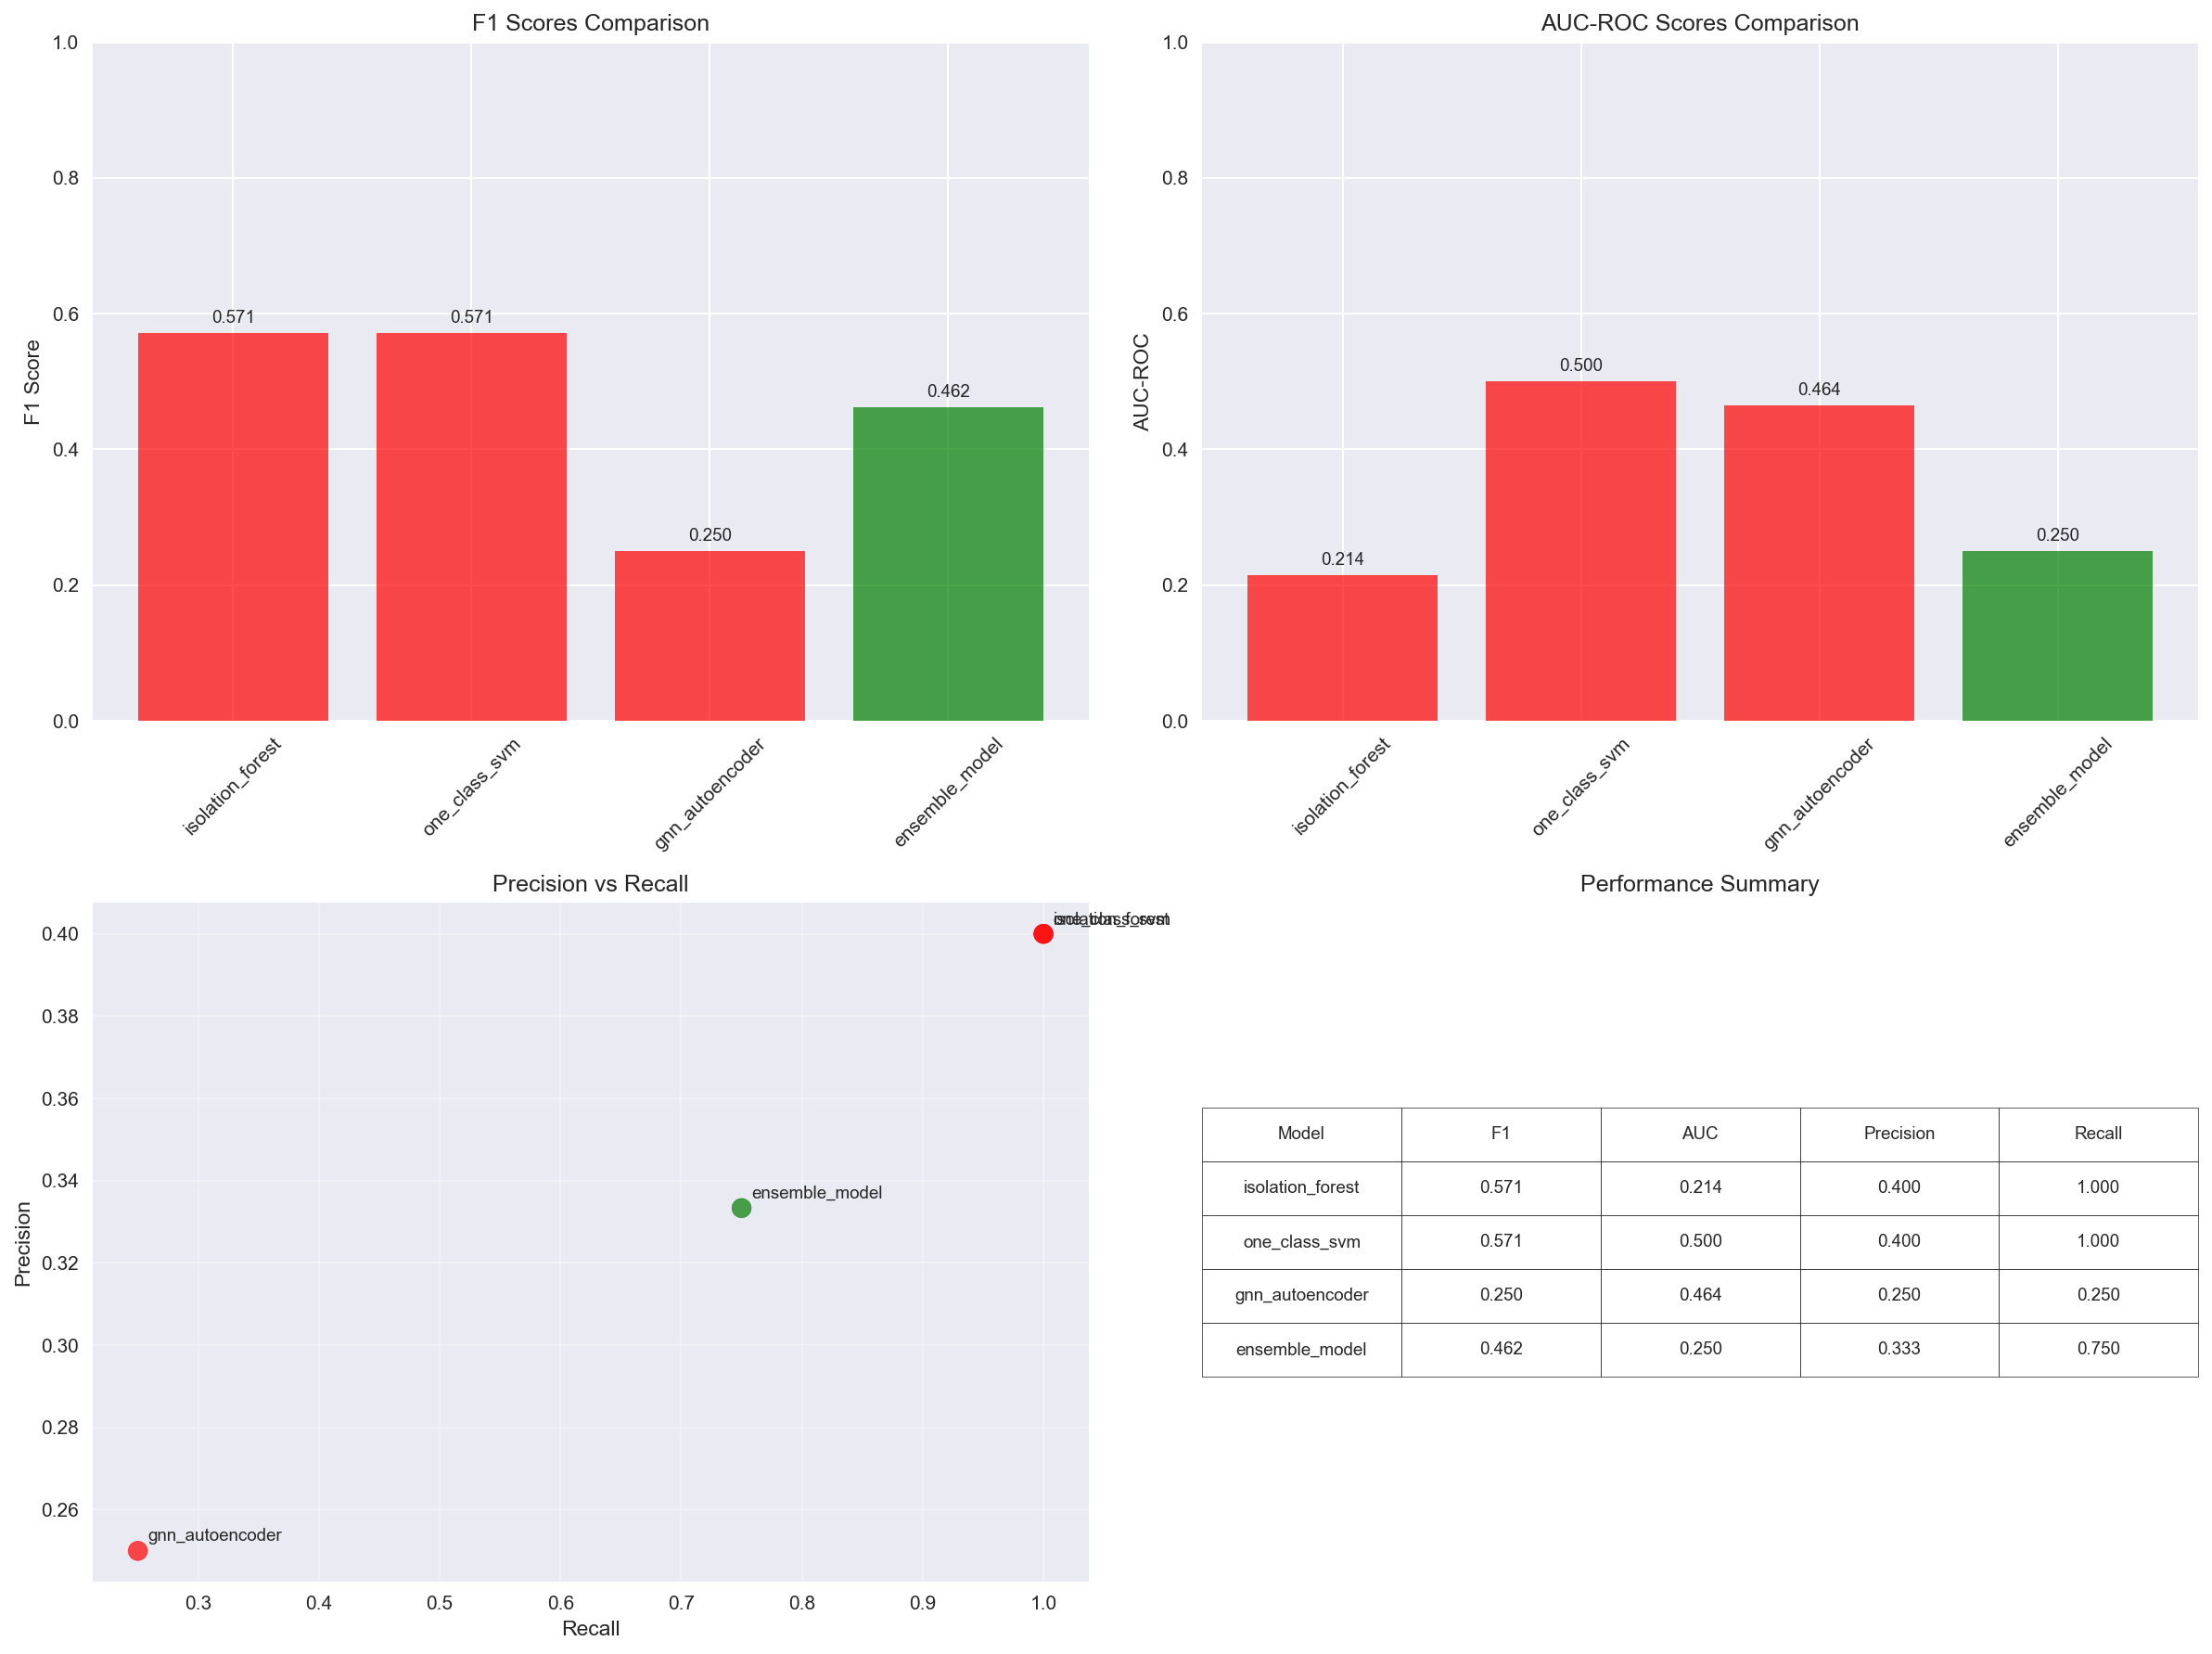 F1 Scores Comparison
F1 Score
1.0
0.8
0.6
0.4
0.2
0.0
0.571
0.571
0.250
0.462
isolation_forest
one_class_svm
gnn_autoencoder
ensemble_model
AUC-ROC Scores Comparison
AUC-ROC
1.0
0.8
0.6
0.4
0.2
0.0
0.214
0.500
0.464
0.250
isolation_forest
one_class_svm
gnn_autoencoder
ensemble_model
Precision vs Recall
Precision
0.40
0.38
0.36
0.34
0.32
0.30
0.28
0.26
isolation_forest
one_class_svm
ensemble_model
gnn_autoencoder
0.3 0.4 0.5 0.6 0.7 0.8 0.9 1.0
Recall
Performance Summary
Model F1 AUC Precision Recall
isolation_forest 0.571 0.214 0.400 1.000
one_class_svm 0.571 0.500 0.400 1.000
gnn_autoencoder 0.250 0.464 0.250 0.250
ensemble_model 0.462 0.250 0.333 0.750